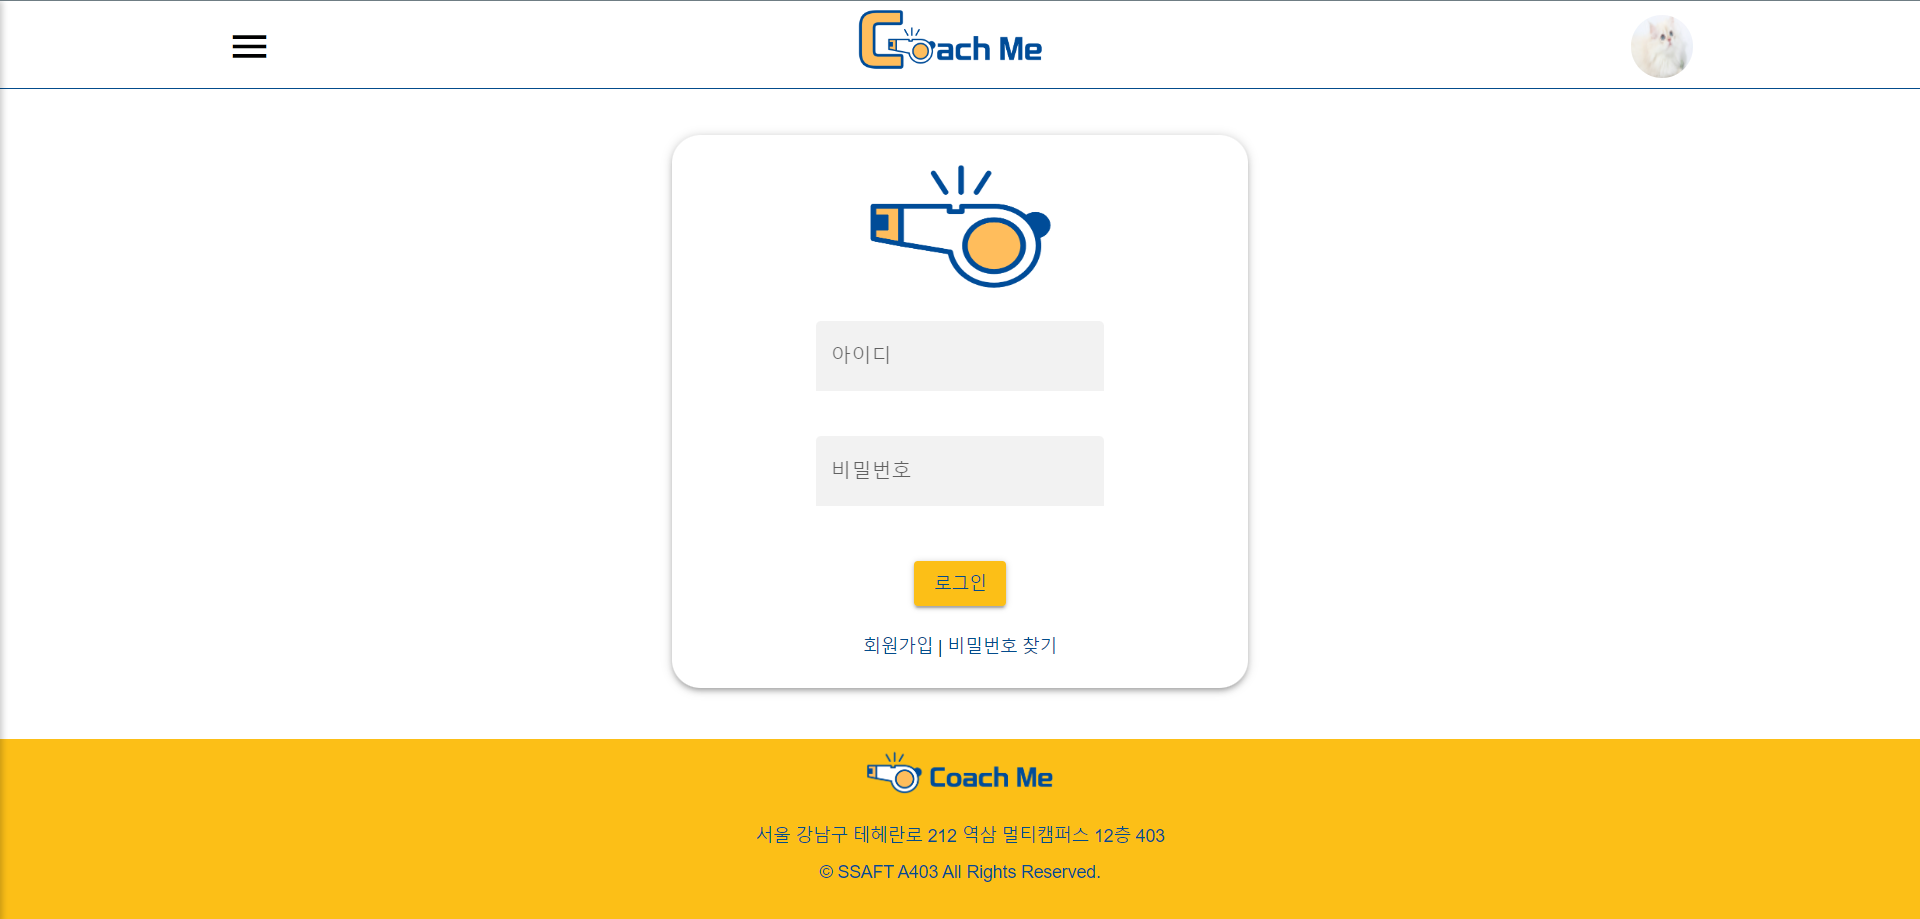 Coach Me
아이디
비밀번호
로그인
회원가입 | 비밀번호 찾기
Coach Me
서울 강남구 테헤란로 212 역삼 멀티캠퍼스 12층 403
© SSAFT A403 All Rights Reserved.